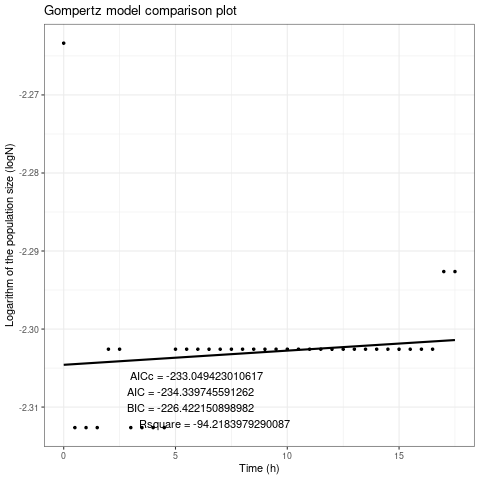 Gompertz model comparison plot
Logarithm of the population size (logN)
-2.27
-2.28
-2.29
-2.30
-2.31
AICc = -233.049423010617
AIC = -234.339745591262
BIC = -226.422150898982
Rsquare = -94.2183979290087
0 5 10 15
Time (h)